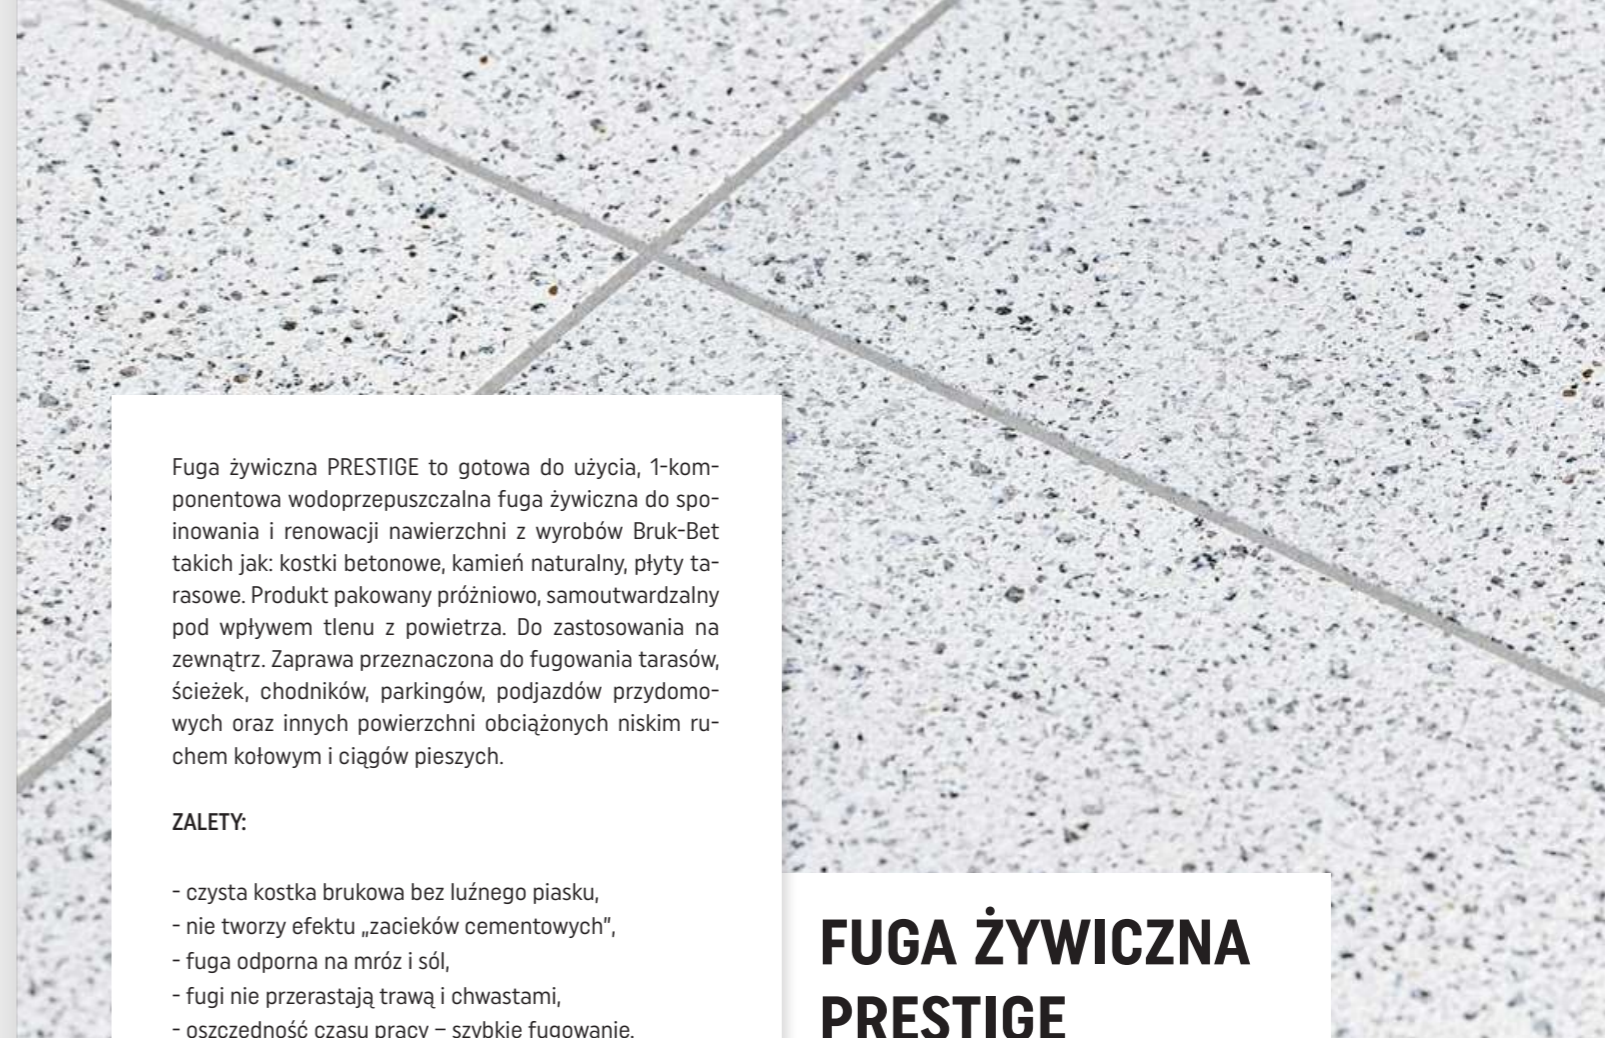 Fuga żywiczna PRESTIGE to gotowa do użycia, 1-kom-
ponentowa wodoprzepuszczalna fuga żywiczna do spo-
inowania i renowacji nawierzchni z wyrobów Bruk-Bet
takich jak: kostki betonowe, kamień naturalny, płyty ta-
rasowe. Produkt pakowany próżniowo, samoutwardzalny
pod wpływem tlenu z powietrza. Do zastosowania na
zewnątrz. Zaprawa przeznaczona do fugowania tarasów,
ścieżek, chodników, parkingów, podjazdów przydomo-
wych oraz innych powierzchni obciążonych niskim ru-
chem kołowym i ciągów pieszych.
ZALETY:
- czysta kostka brukowa bez luźnego piasku,
- nie tworzy efektu „zacieków cementowych”,
- fuga odporna na mróz i sól,
- fugi nie przerastają trawą i chwastami,
- oszczędność czasu pracy – szybkie fugowanie,
FUGA ŻYWICZNA
PRESTIGE